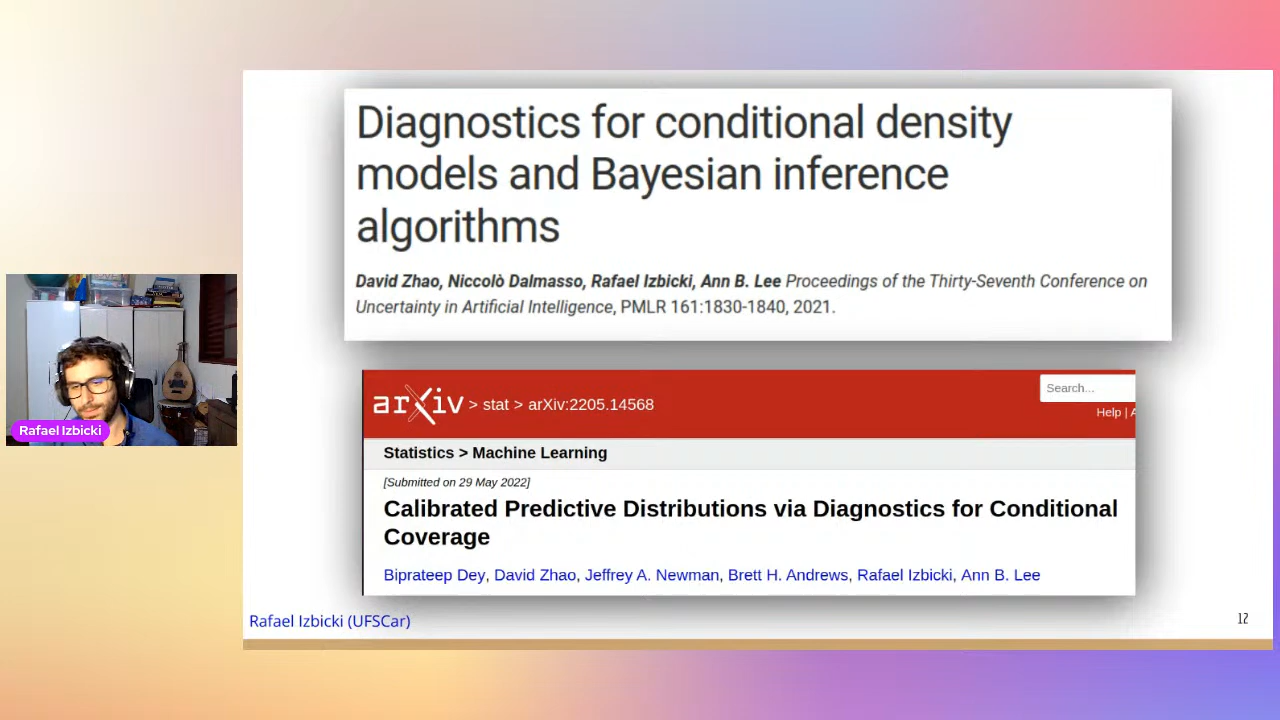 Diagnostics for conditional density
models and Bayesian inference
algorithms
David Zhao, Niccolò Dalmasso, Rafael Izbicki, Ann B. Lee Proceedings of the Thirty-Seventh Conference on
Uncertainty in Artificial Intelligence, PMLR 161:1830-1840, 2021.
arXiv > stat > arXiv:2205.14568
Search...
Help | A
Statistics > Machine Learning
[Submitted on 29 May 2022]
Calibrated Predictive Distributions via Diagnostics for Conditional
Coverage
Biprateep Dey, David Zhao, Jeffrey A. Newman, Brett H. Andrews, Rafael Izbicki, Ann B. Lee
Rafael Izbicki (UFSCar)
12
Rafael Izbicki